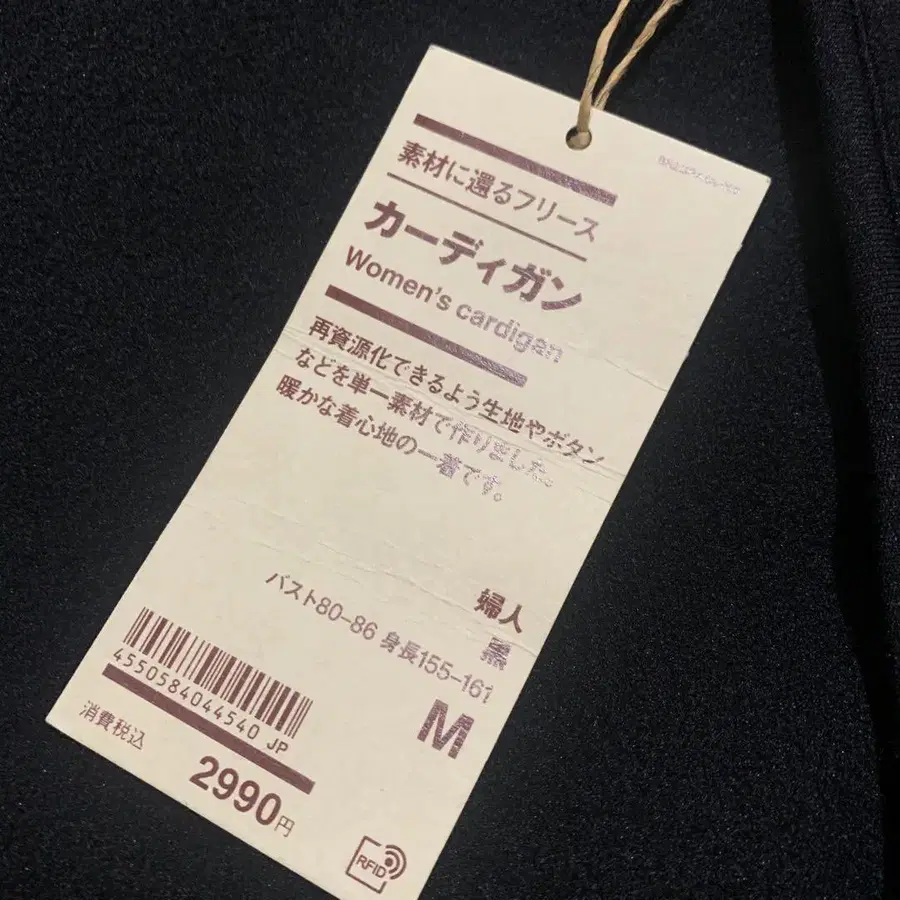 素材に還るフリース
カーディガン
Women's cardigan
再資源化できるよう生地やボタン
などを単一素材で作りました。
暖かな着心地の一着です。
婦人
黒
バスト80-86 身長155-161
M
4550584044540 JP
消費税込
2990円
RFID